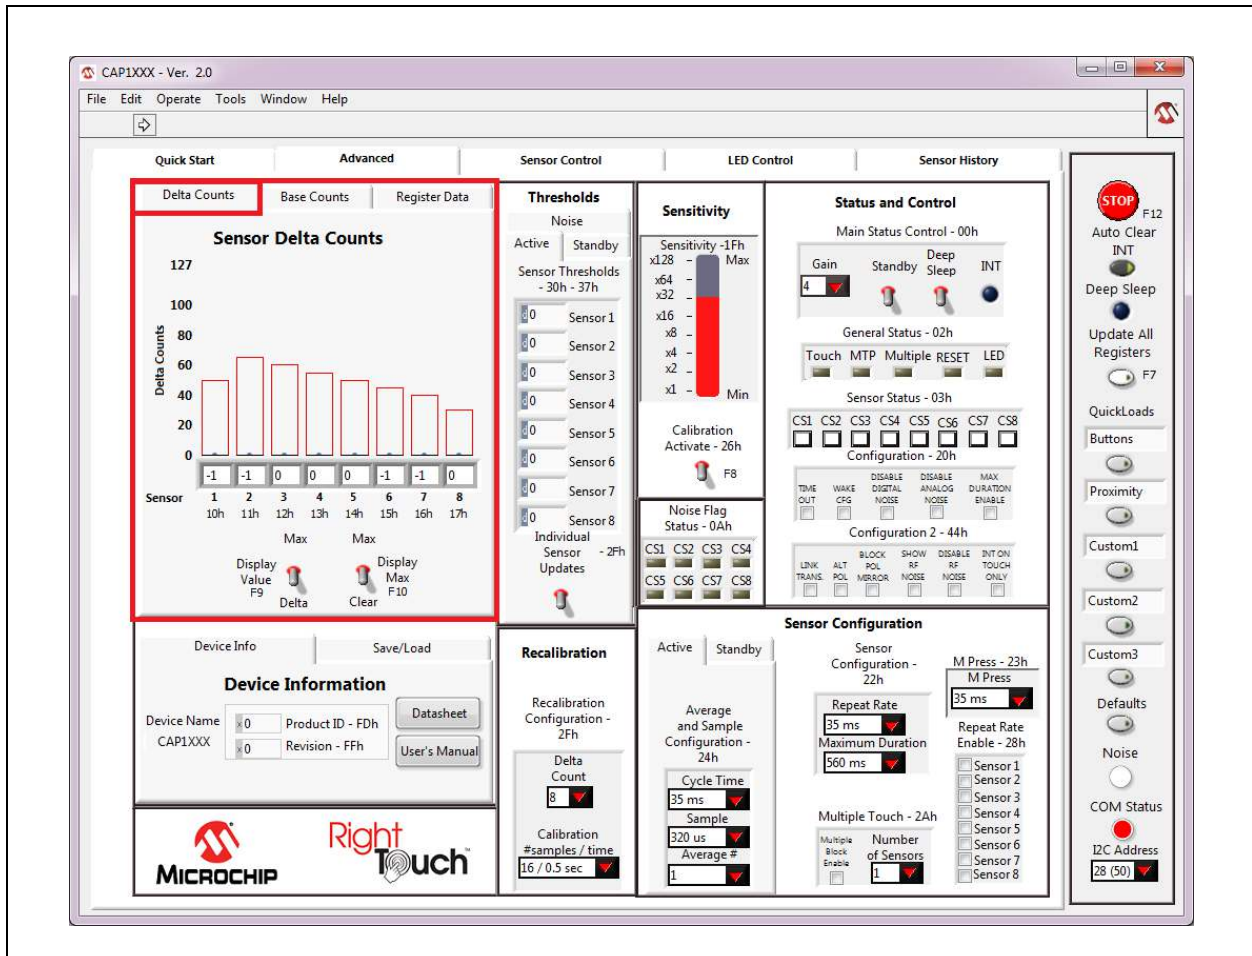 CAP1XXX - Ver. 2.0
File Edit Operate Tools Window Help
Quick Start Advanced Sensor Control LED Control Sensor History
Delta Counts Base Counts Register Data
Sensor Delta Counts
Delta Counts
127
100
80
60
40
20
0
-1 -1 0 0 0 -1 -1 0
Sensor 1 2 3 4 5 6 7 8
10h 11h 12h 13h 14h 15h 16h 17h
Max Max
Display Value F9
Delta
Display Max F10
Clear
Device Info Save/Load
Device Information
Device Name
CAP1XXX
x 0 Product ID - FDh
x 0 Revision - FFh
Datasheet
User's Manual
MICROCHIP
Right Touch
Thresholds
Noise
Active Standby
Sensor Thresholds
- 30h - 37h
d 0 Sensor 1
d 0 Sensor 2
d 0 Sensor 3
d 0 Sensor 4
d 0 Sensor 5
d 0 Sensor 6
d 0 Sensor 7
d 0 Sensor 8
Individual
Sensor - 2Fh
Updates
Recalibration
Recalibration
Configuration -
2Fh
Delta
Count
8
Calibration
#samples / time
16 / 0.5 sec
Sensitivity
Sensitivity -1Fh
x128 Max
x64
x32
x16
x8
x4
x2
x1 Min
Calibration
Activate - 26h
F8
Noise Flag
Status - 0Ah
CS1 CS2 CS3 CS4
CS5 CS6 CS7 CS8
Status and Control
Main Status Control - 00h
Gain
4
Standby
Deep
Sleep
INT
General Status - 02h
Touch MTP Multiple RESET LED
Sensor Status - 03h
CS1 CS2 CS3 CS4 CS5 CS6 CS7 CS8
Configuration - 20h
TIME OUT
WAKE CFG
DISABLE DIGITAL NOISE
DISABLE ANALOG NOISE
MAX DURATION ENABLE
Configuration 2 - 44h
LINK TRANS.
ALT POL
BLOCK POL MIRROR
SHOW RF NOISE
DISABLE RF NOISE
INT ON TOUCH ONLY
Sensor Configuration
Active Standby
Average
and Sample
Configuration -
24h
Cycle Time
35 ms
Sample
320 us
Average #
1
Sensor
Configuration -
22h
Repeat Rate
35 ms
Maximum Duration
560 ms
Multiple Touch - 2Ah
Multiple Block Enable
Number
of Sensors
1
M Press - 23h
M Press
35 ms
Repeat Rate
Enable - 28h
Sensor 1
Sensor 2
Sensor 3
Sensor 4
Sensor 5
Sensor 6
Sensor 7
Sensor 8
STOP F12
Auto Clear
INT
Deep Sleep
Update All
Registers
F7
QuickLoads
Buttons
Proximity
Custom1
Custom2
Custom3
Defaults
Noise
COM Status
I2C Address
28 (50)